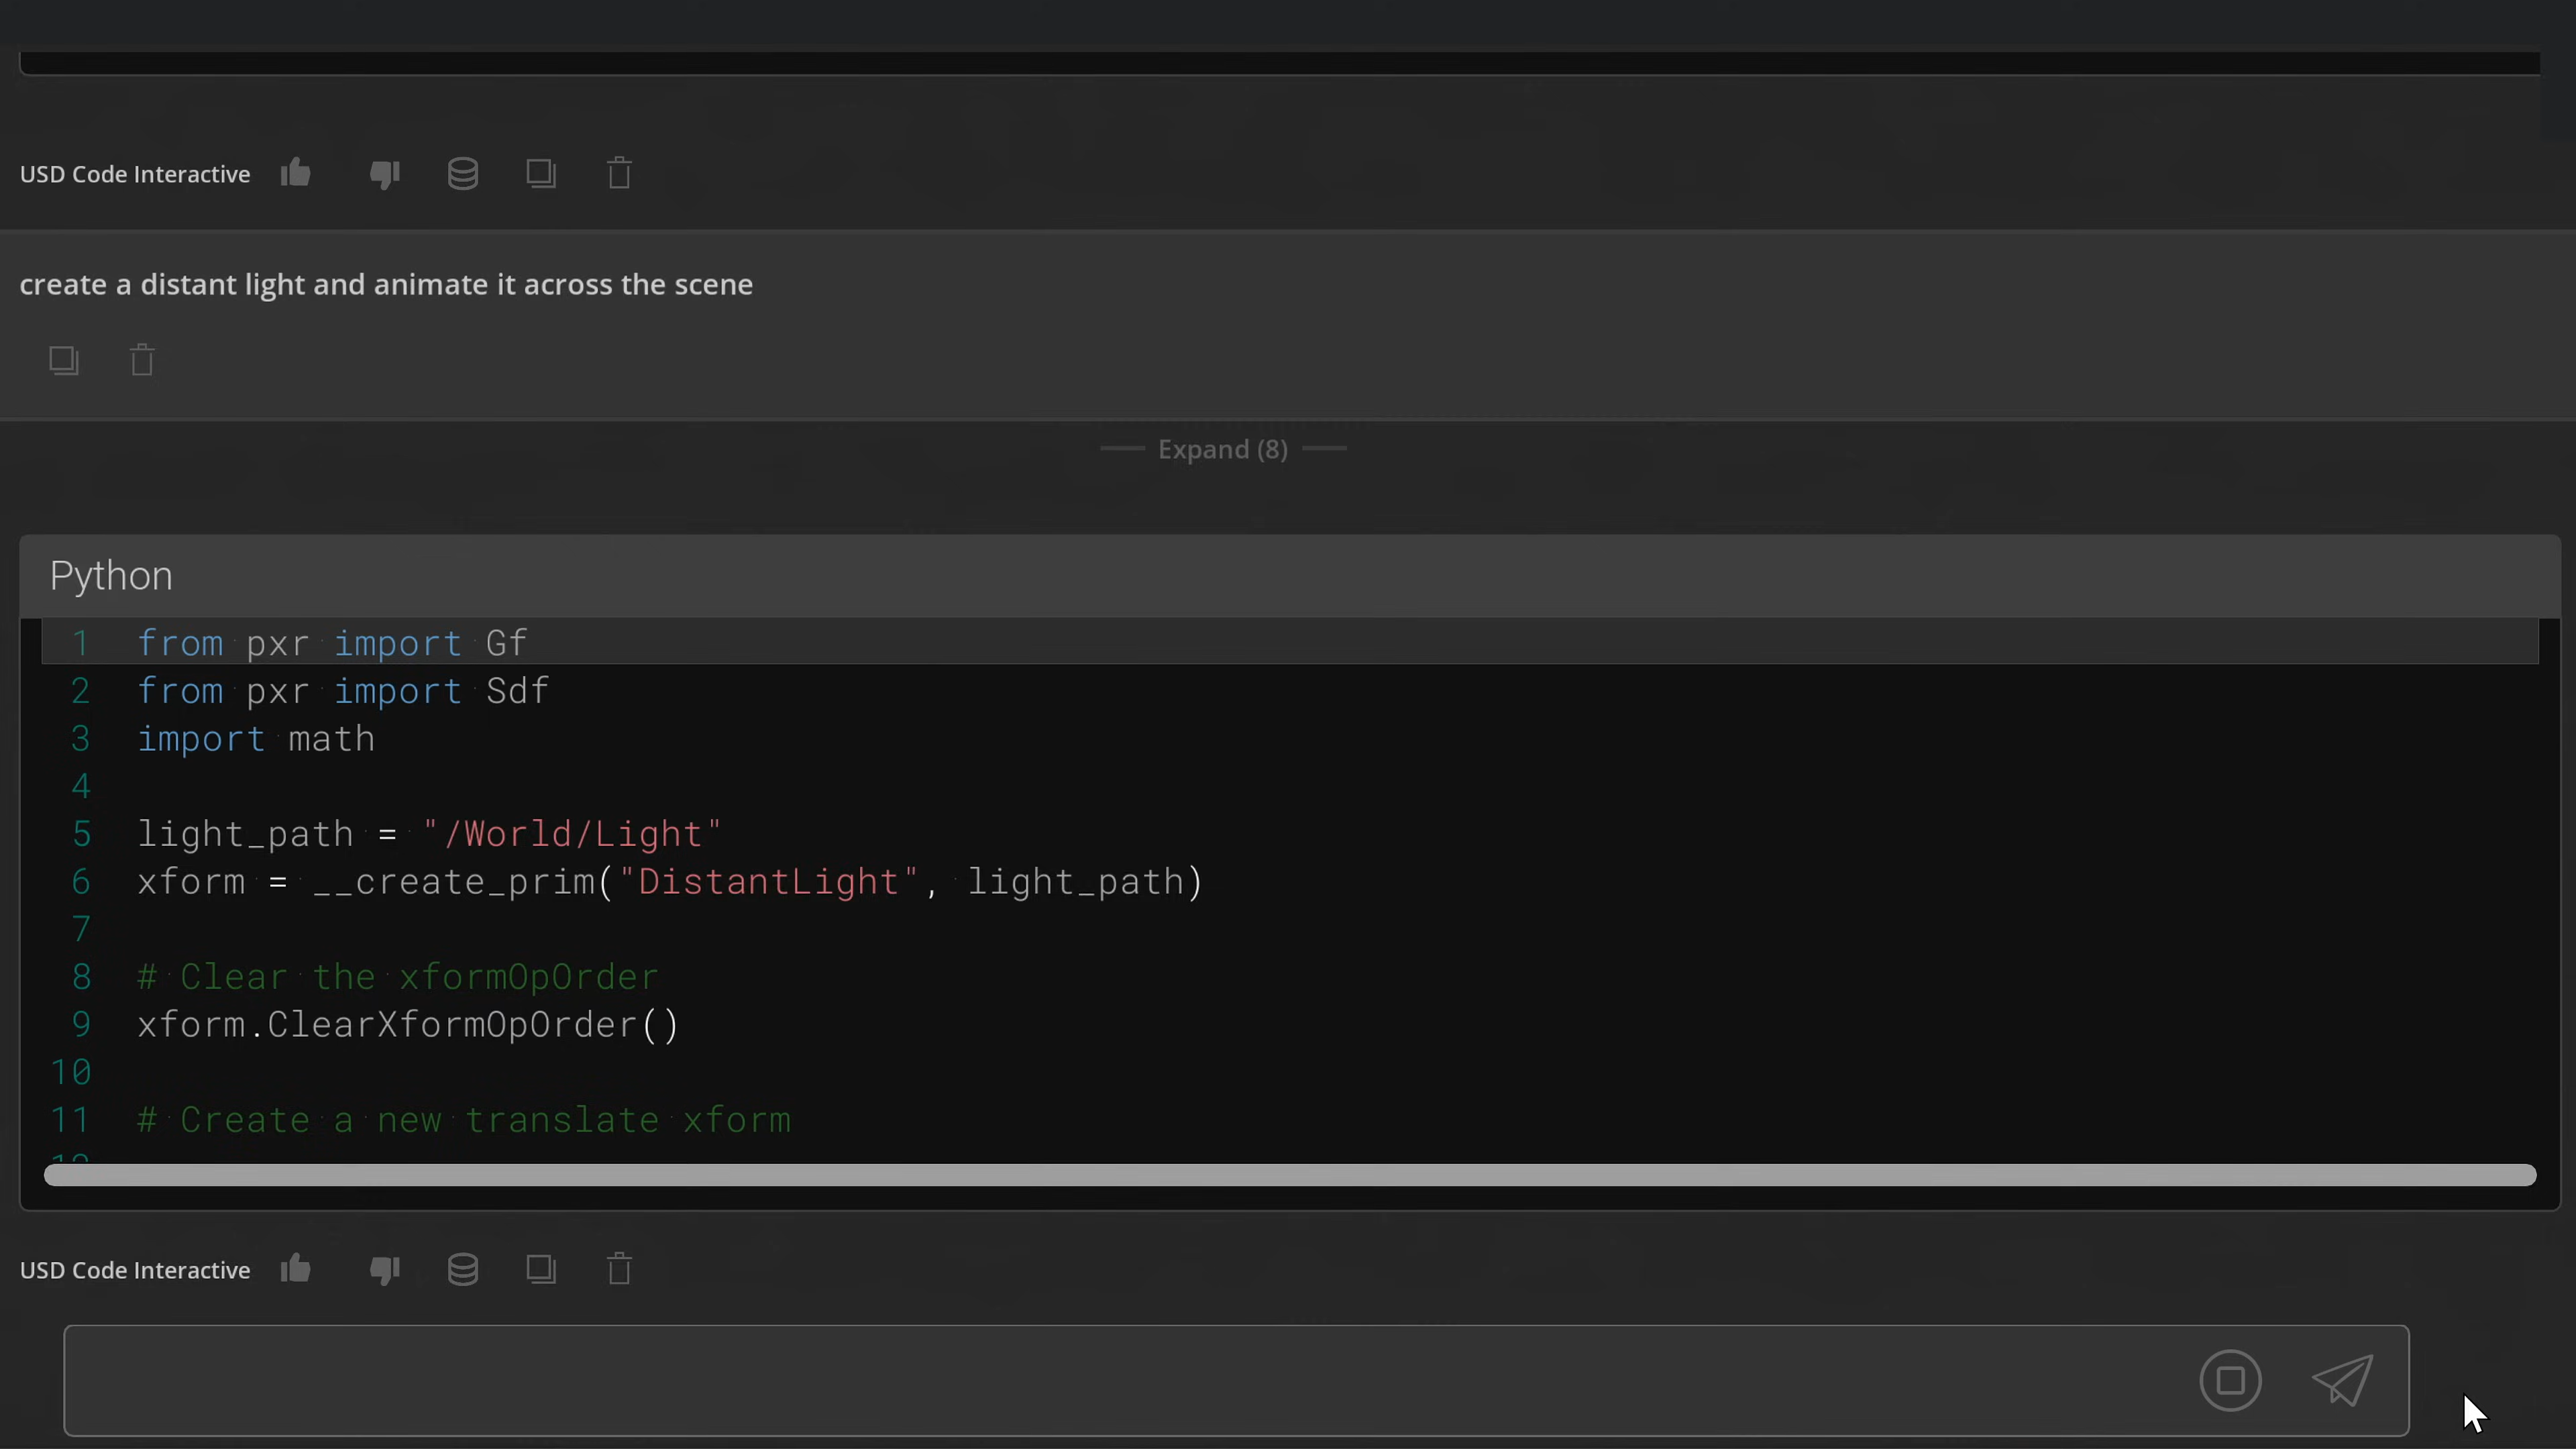 USD Code Interactive
create a distant light and animate it across the scene
Expand (8)
Python
1 from pxr import Gf
2 from pxr import Sdf
3 import math
4
5 light_path = "/World/Light"
6 xform = __create_prim("DistantLight", light_path)
7
8 # Clear the xformOpOrder
9 xform.ClearXformOpOrder()
10
11 # Create a new translate xform
USD Code Interactive